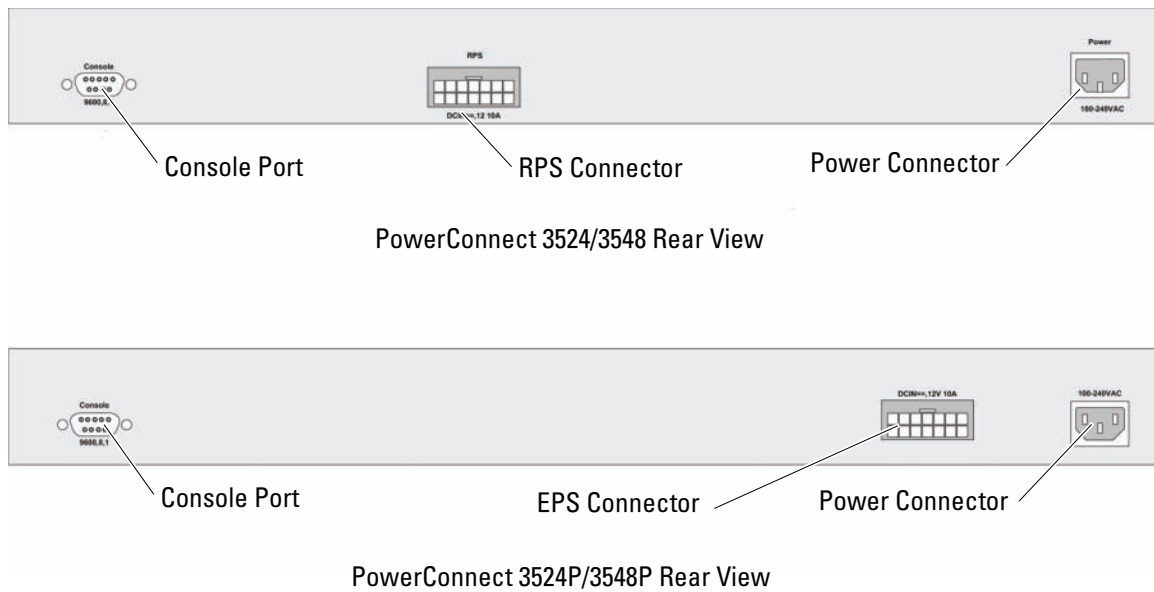 RPS
Power
Console
9600,8,1
DCIN==,12 10A
100-240VAC
Console Port
RPS Connector
Power Connector
PowerConnect 3524/3548 Rear View
DCIN==,12V 10A
100-240VAC
Console
9600,8,1
Console Port
EPS Connector
Power Connector
PowerConnect 3524P/3548P Rear View